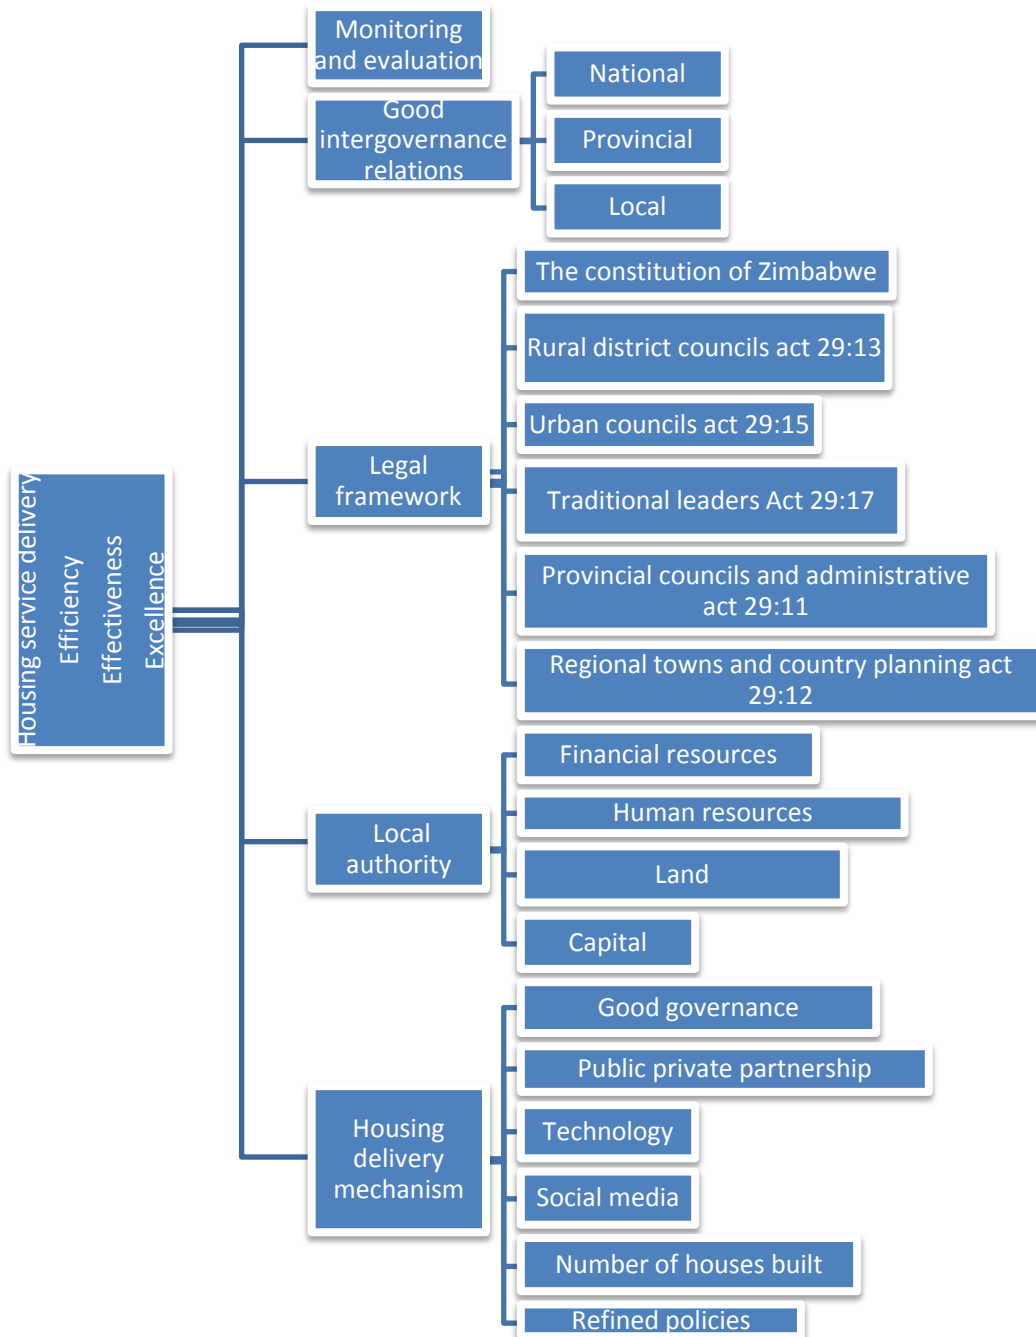 Housing service delivery
Efficiency
Effectiveness
Excellence
Monitoring
and evaluation
Good
intergovernance
relations
National
Provincial
Local
Legal
framework
The constitution of Zimbabwe
Rural district councils act 29:13
Urban councils act 29:15
Traditional leaders Act 29:17
Provincial councils and administrative
act 29:11
Regional towns and country planning act
29:12
Local
authority
Financial resources
Human resources
Land
Capital
Housing
delivery
mechanism
Good governance
Public private partnership
Technology
Social media
Number of houses built
Refined policies